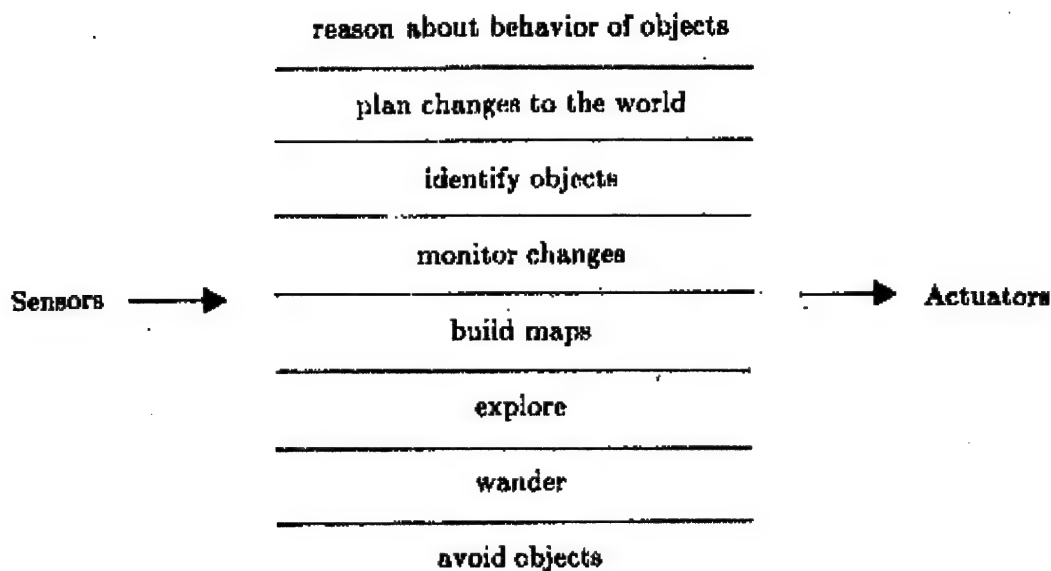 reason about behavior of objects
plan changes to the world
identify objects
monitor changes
Sensors
Actuators
build maps
explore
wander
avoid objects